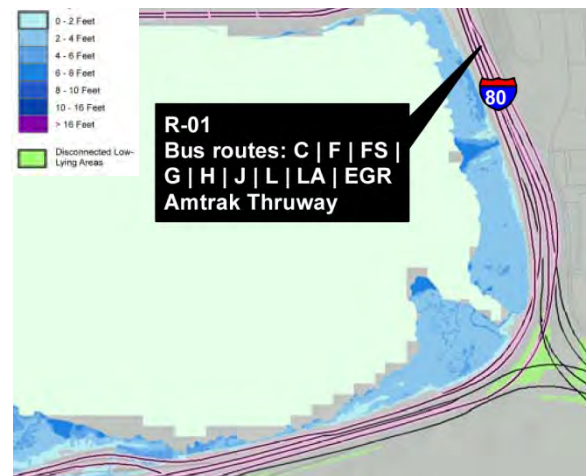 0 - 2 Feet
2 - 4 Feet
4 - 6 Feet
6 - 8 Feet
8 - 10 Feet
10 - 16 Feet
> 16 Feet
Disconnected Low-
Lying Areas
80
R-01
Bus routes: C | F | FS |
G | H | J | L | LA | EGR
Amtrak Thruway